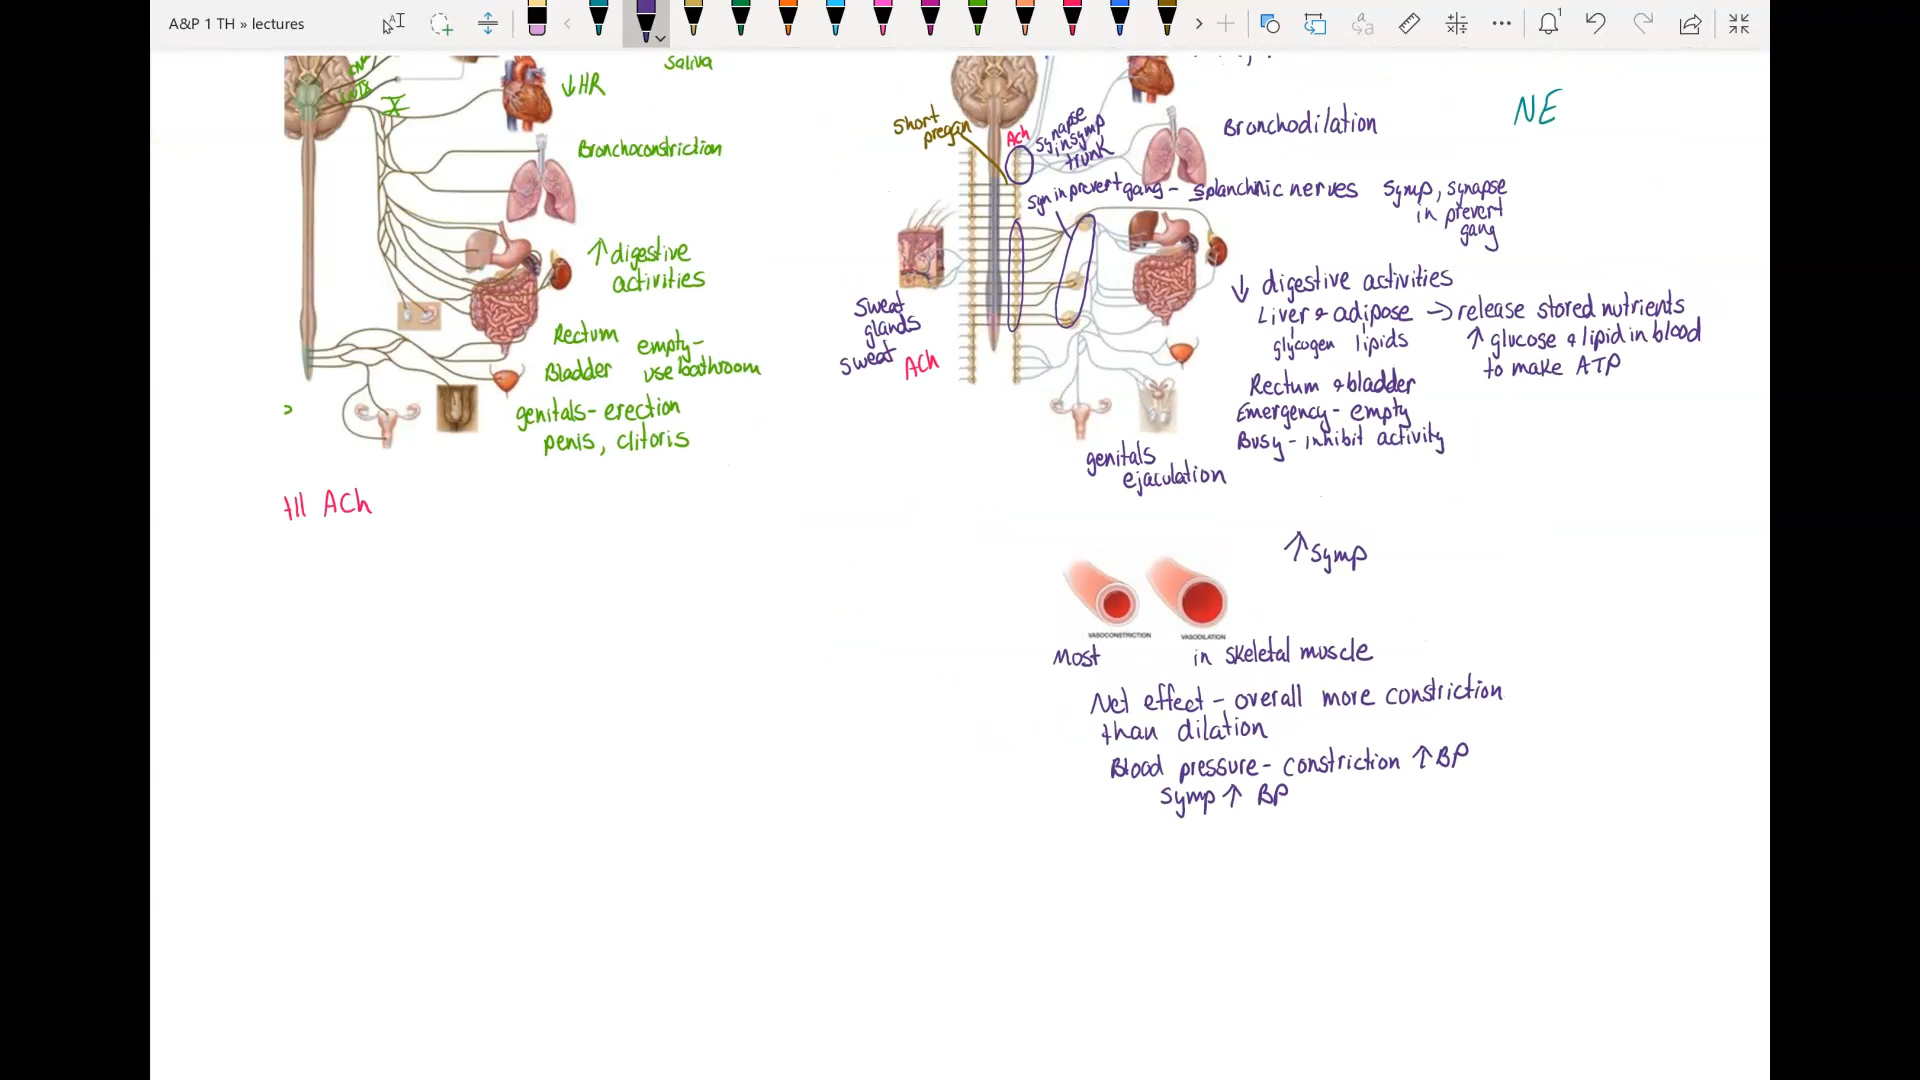 A&P 1 TH » lectures
Saliva
↓HR
X
Bronchoconstriction
↑ digestive
activities
Rectum
Bladder
empty-
use bathroom
genitals- erection
penis, clitoris
All ACh
NE
Short
pregan
Ach
synapse
in symp
trunk
Bronchodilation
syn in prevert gang - splanchnic nerves
symp, synapse
in prevert
gang
Sweat
glands
sweat
ACh
↓ digestive activities
Liver & adipose → release stored nutrients
glycogen lipids
↑ glucose & lipid in blood
to make ATP
Rectum & bladder
Emergency - empty
Busy - inhibit activity
genitals
ejaculation
↑ symp
VASOCONSTRICTION
VASODILATION
Most
in skeletal muscle
Net effect - overall more constriction
than dilation
Blood pressure - constriction ↑ BP
Symp ↑ BP